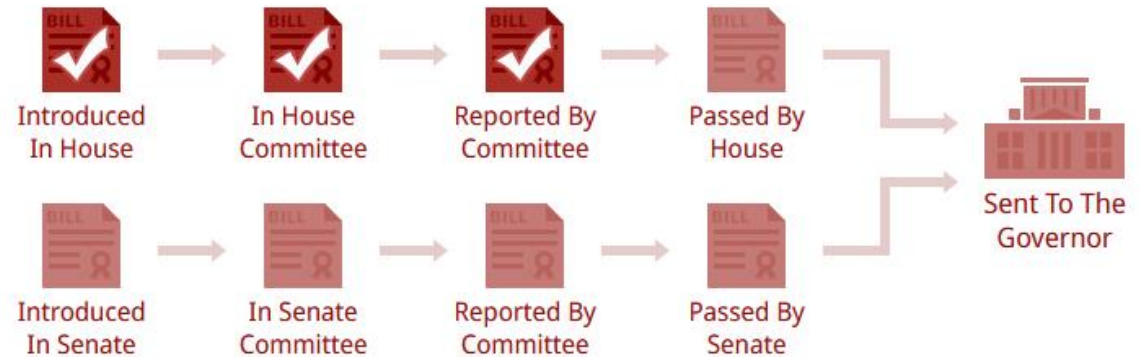 BILL
BILL
BILL
BILL
Introduced
In House
In House
Committee
Reported By
Committee
Passed By
House
Sent To The
Governor
BILL
BILL
BILL
BILL
Introduced
In Senate
In Senate
Committee
Reported By
Committee
Passed By
Senate